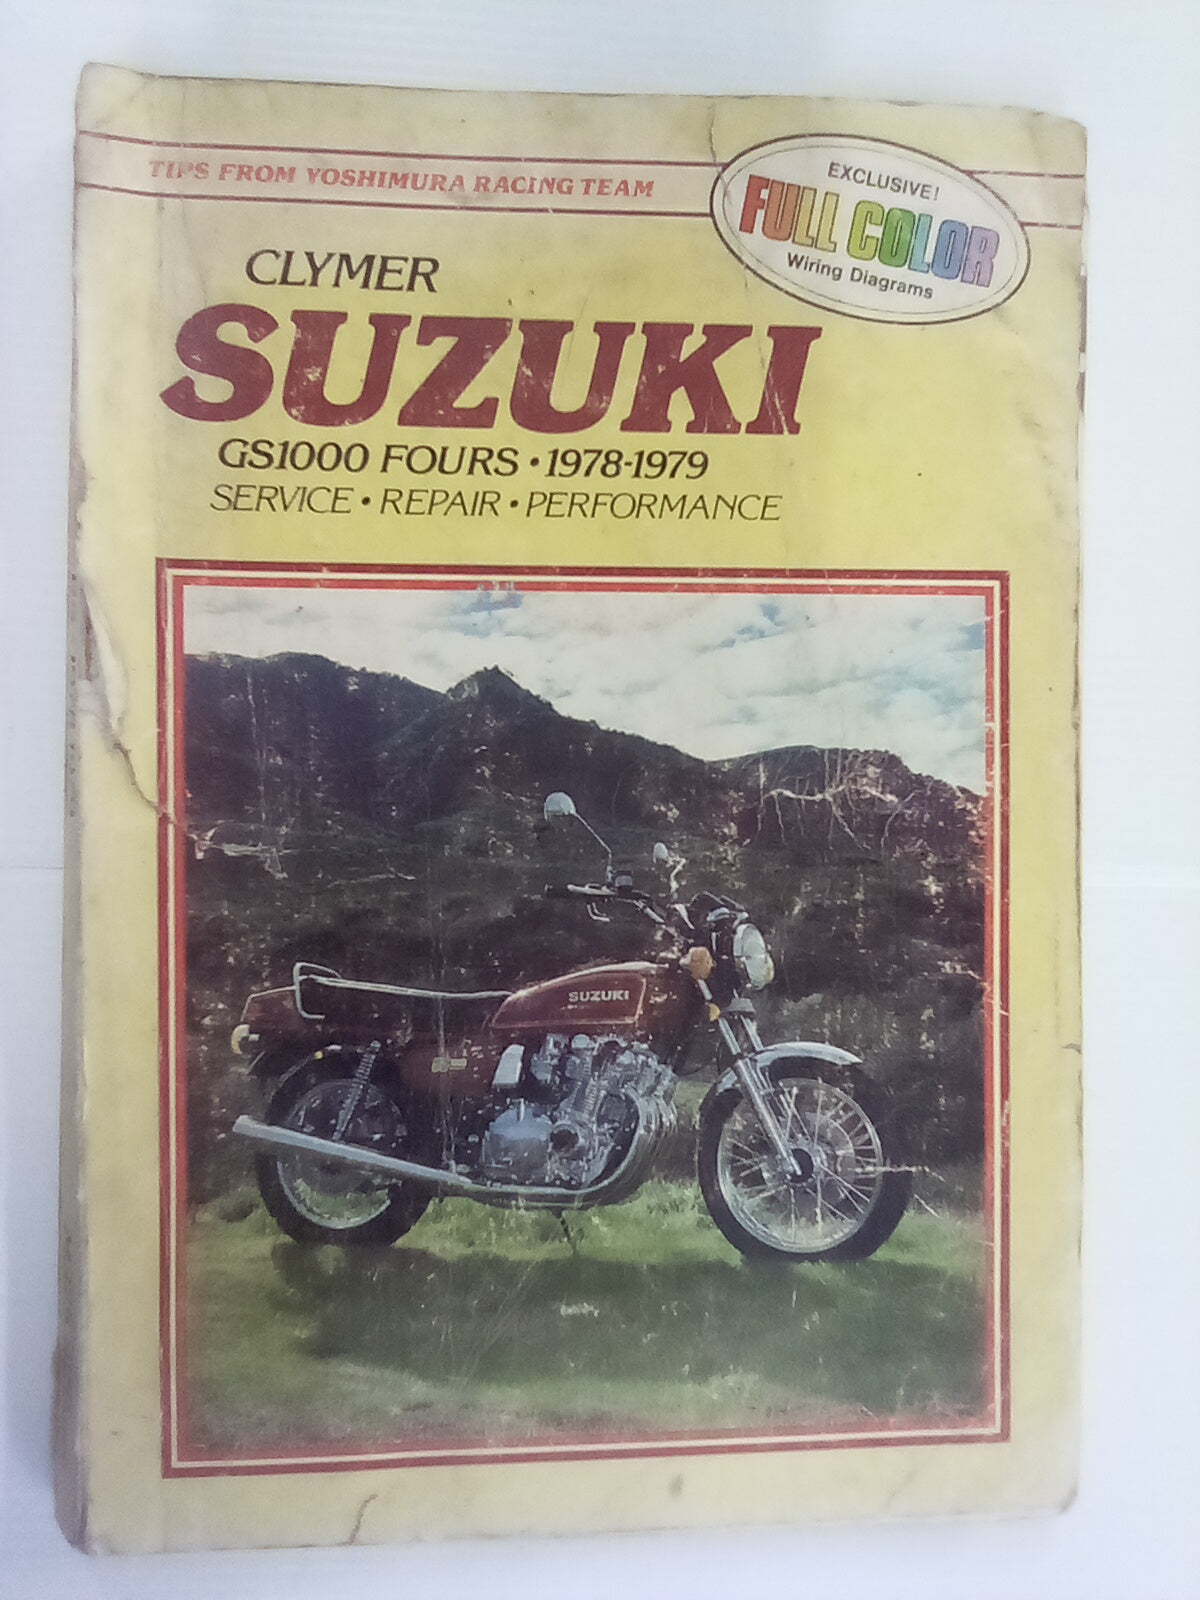 TIPS FROM YOSHIMURA RACING TEAM
EXCLUSIVE!
FULL COLOR
Wiring Diagrams
CLYMER
SUZUKI
GS1000 FOURS • 1978-1979
SERVICE • REPAIR • PERFORMANCE
SUZUKI